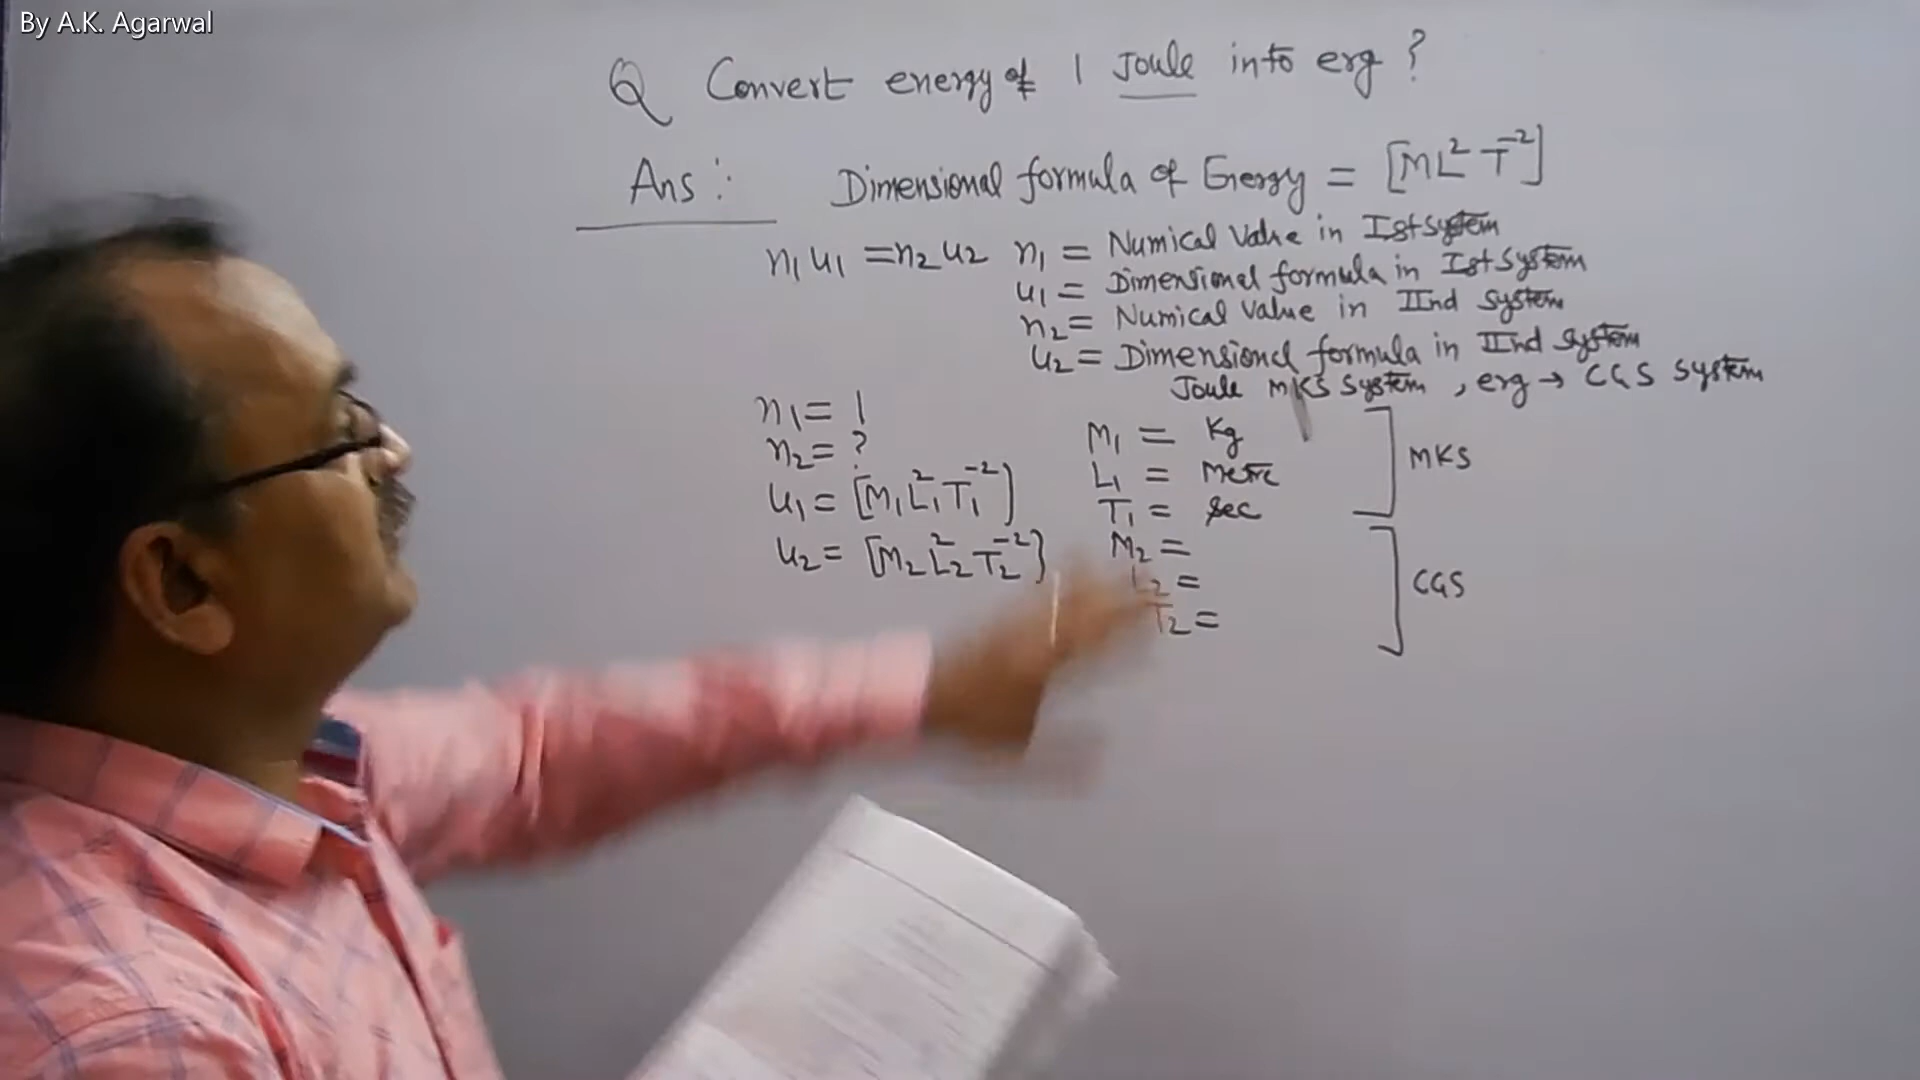 By A.K. Agarwal
Q Convert energy of 1 Joule into erg ?
Ans : Dimensional formula of Energy = [ML² T⁻²]
n₁u₁ = n₂u₂ n₁ = Numical Value in Ist System
u₁ = Dimensional formula in Ist System
n₂ = Numical Value in IInd System
u₂ = Dimensional formula in IInd System
Joule MKS System , erg → CGS System
n₁ = 1
n₂ = ?
u₁ = [M₁L₁²T₁⁻²]
u₂ = [M₂L₂²T₂⁻²]
M₁ = Kg
L₁ =
T₁ = Sec
MKS
M₂ =
L₂ =
T₂ =
CGS